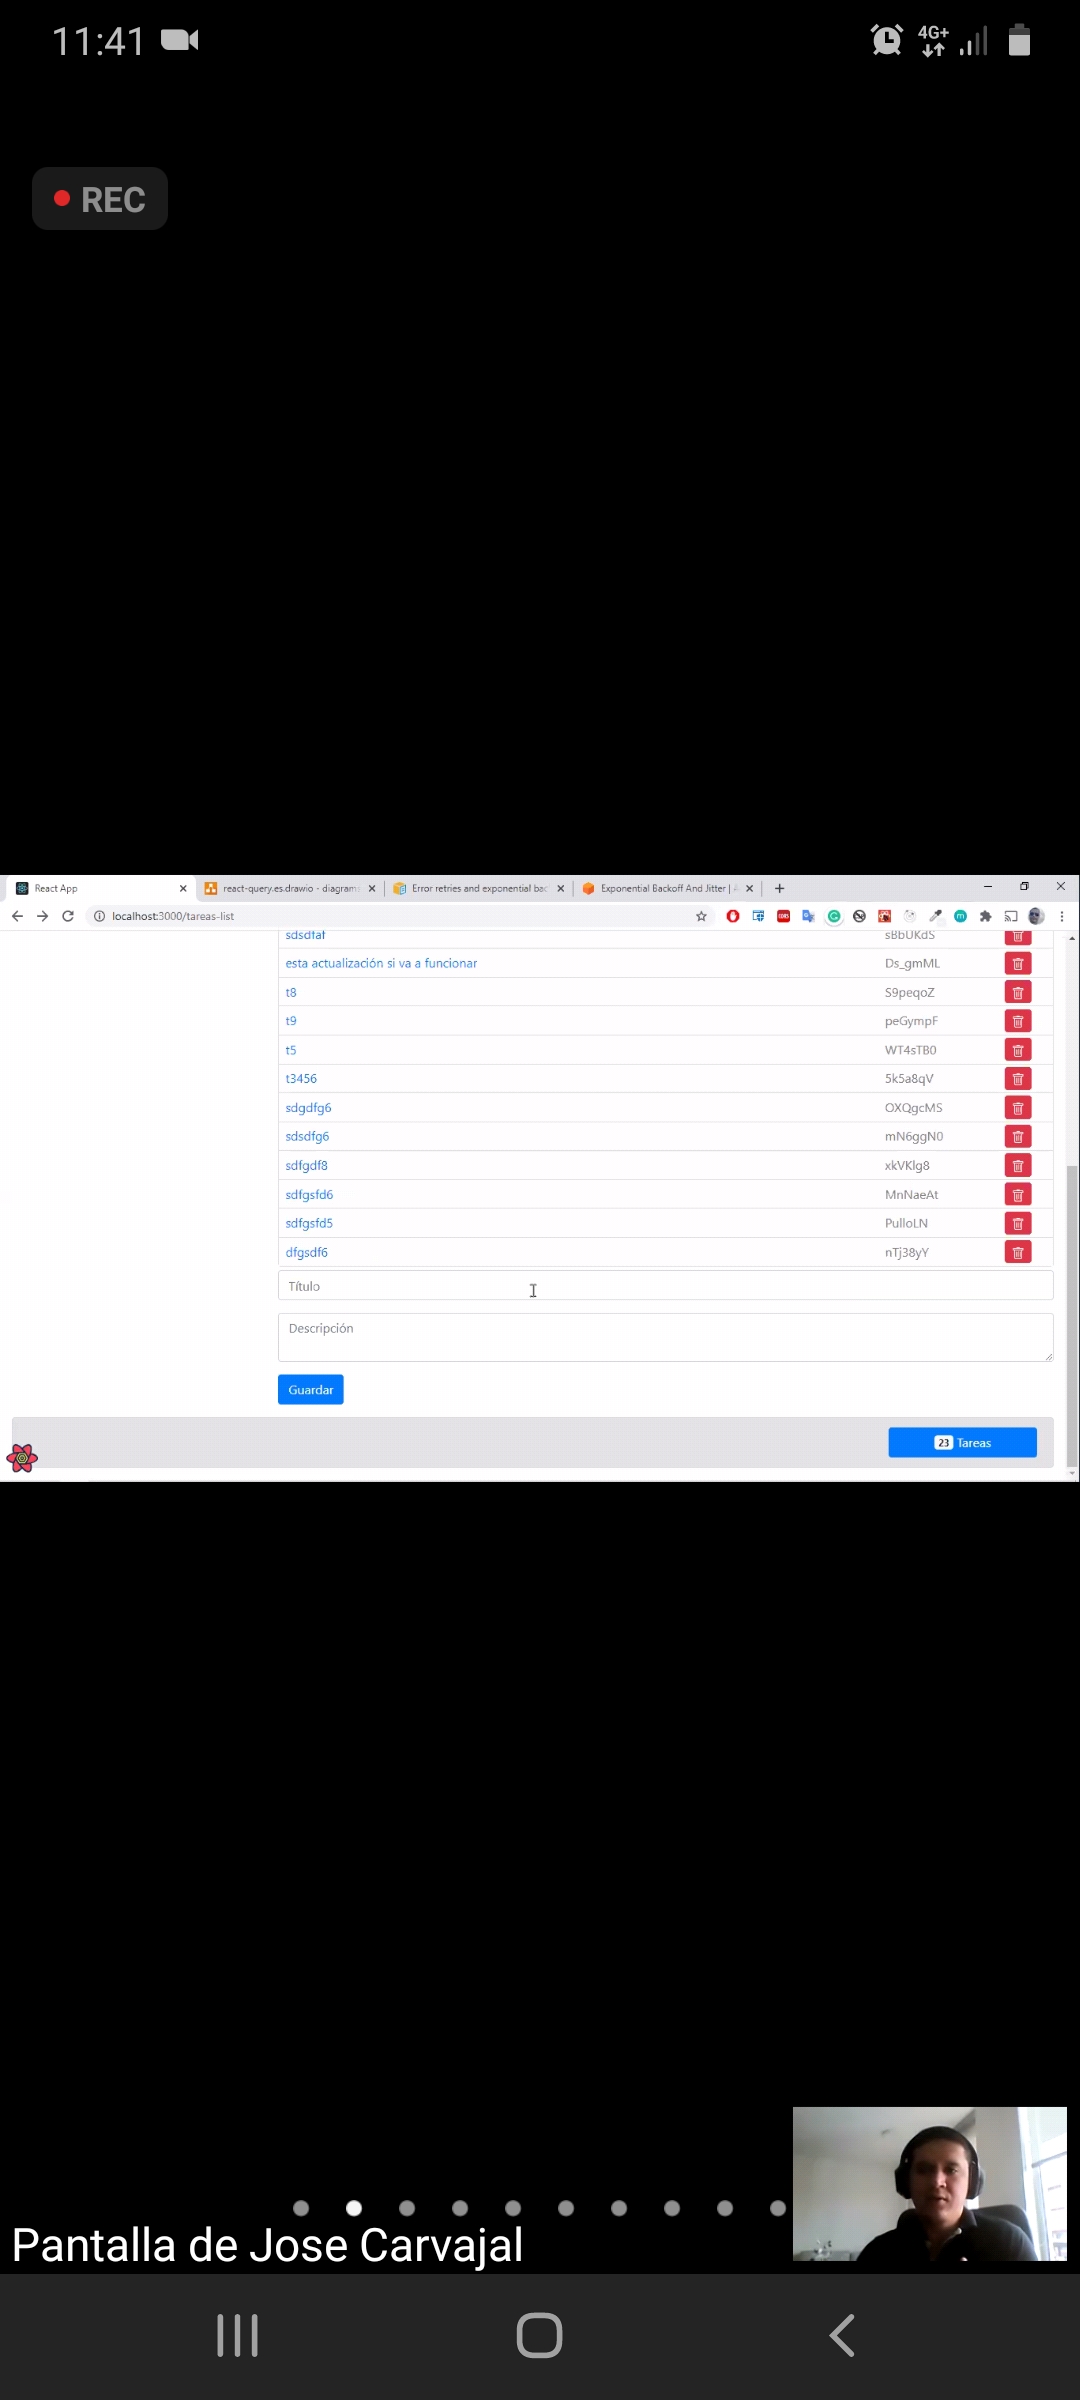 11:41
4G+
REC
React App
react-query.es.drawio - diagrams
Error retries and exponential bac
Exponential Backoff And Jitter |
localhost:3000/tareas-list
sdsdfaf sBbUKdS
esta actualización si va a funcionar Ds_gmML
t8 S9peqoZ
t9 peGympF
t5 WT4sTB0
t3456 5k5a8qV
sdgdfg6 OXQgcMS
sdsdfg6 mN6ggN0
sdfgdf8 xkVKlg8
sdfgsfd6 MnNaeAt
sdfgsfd5 PulloLN
dfgsdf6 nTj38yY
Título
Descripción
Guardar
23 Tareas
Pantalla de Jose Carvajal